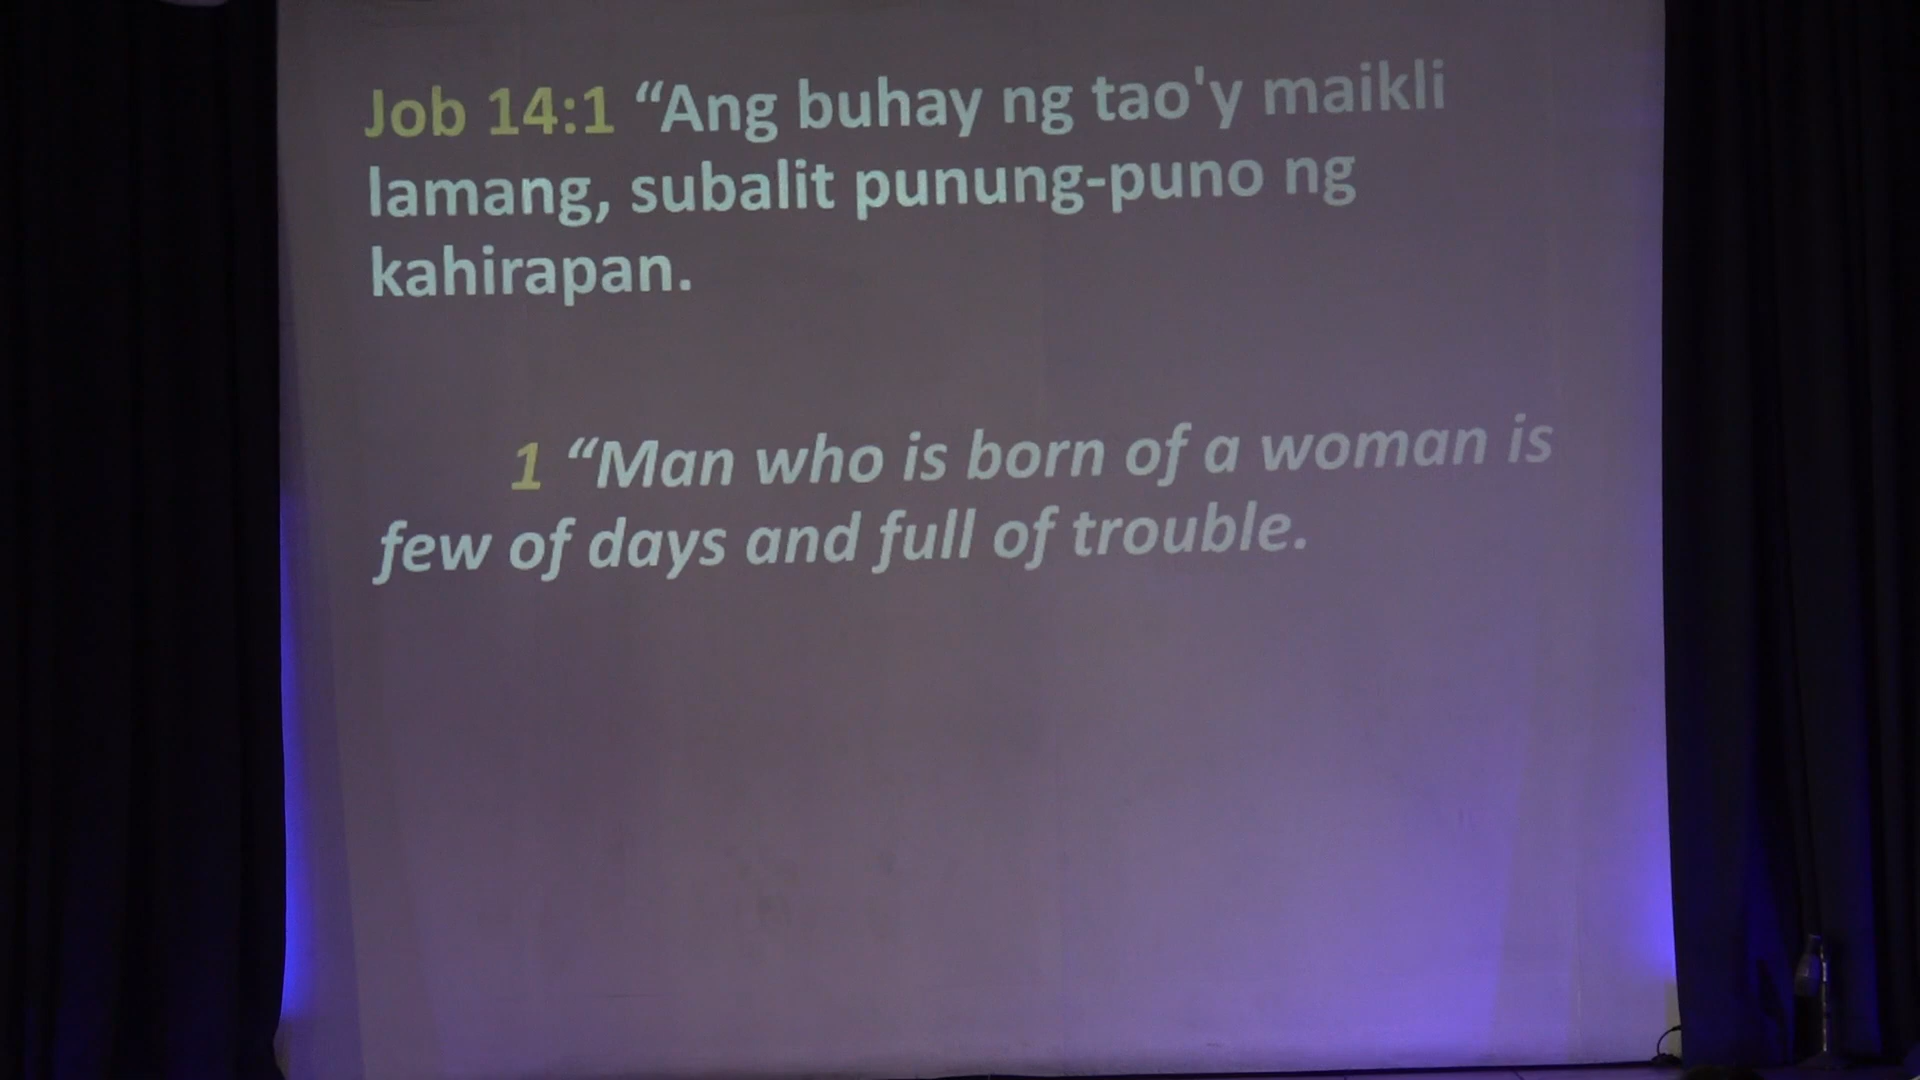 Job 14:1 “Ang buhay ng tao'y maikli
lamang, subalit punung-puno ng
kahirapan.
1 “Man who is born of a woman is
few of days and full of trouble.